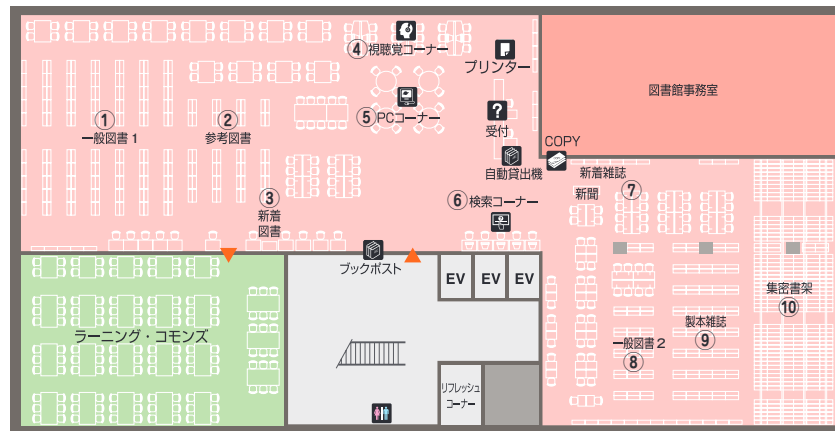 ④視聴覚コーナー
プリンター
図書館事務室
①
一般図書1
②
参考図書
⑤PCコーナー
?
受付
COPY
自動貸出機
新着雑誌
⑦
新聞
③
新着
図書
⑥検索コーナー
ブックポスト
EV
EV
EV
集密書架
⑩
ラーニング・コモンズ
製本雑誌
⑨
一般図書2
⑧
リフレッシュ
コーナー